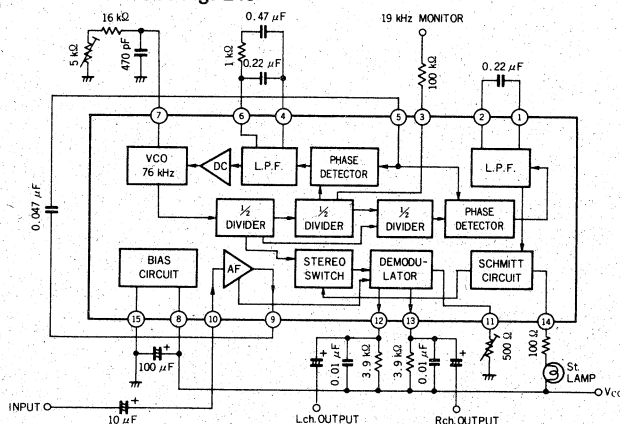 16 kΩ
5 kΩ
470 pF
0.47 μF
1 kΩ
0.22 μF
19 kHz MONITOR
100 kΩ
0.22 μF
7
6
4
5
3
2
1
VCO
76 kHz
DC
L.P.F.
PHASE
DETECTOR
L.P.F.
0.047 μF
½
DIVIDER
½
DIVIDER
½
DIVIDER
PHASE
DETECTOR
BIAS
CIRCUIT
AF
STEREO
SWITCH
DEMODU-
LATOR
SCHMITT
CIRCUIT
15
8
10
9
12
13
11
14
+
100 μF
+
0.01 μF
3.9 kΩ
3.9 kΩ
0.01 μF
+
500 Ω
100 Ω
St.
LAMP
VCC
INPUT
+
10 μF
Lch.OUTPUT
Rch.OUTPUT